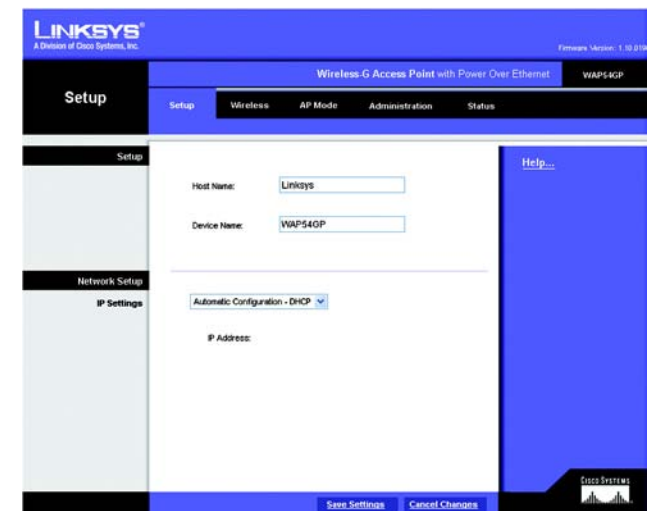 LINKSYS®
A Division of Cisco Systems, Inc.
Firmware Version: 1.10.0190
Wireless-G Access Point with Power Over Ethernet
WAP54GP
Setup
Setup Wireless AP Mode Administration Status
Setup
Help...
Host Name: Linksys
Device Name: WAP54GP
Network Setup
IP Settings
Automatic Configuration - DHCP
IP Address:
CISCO SYSTEMS
Save Settings Cancel Changes